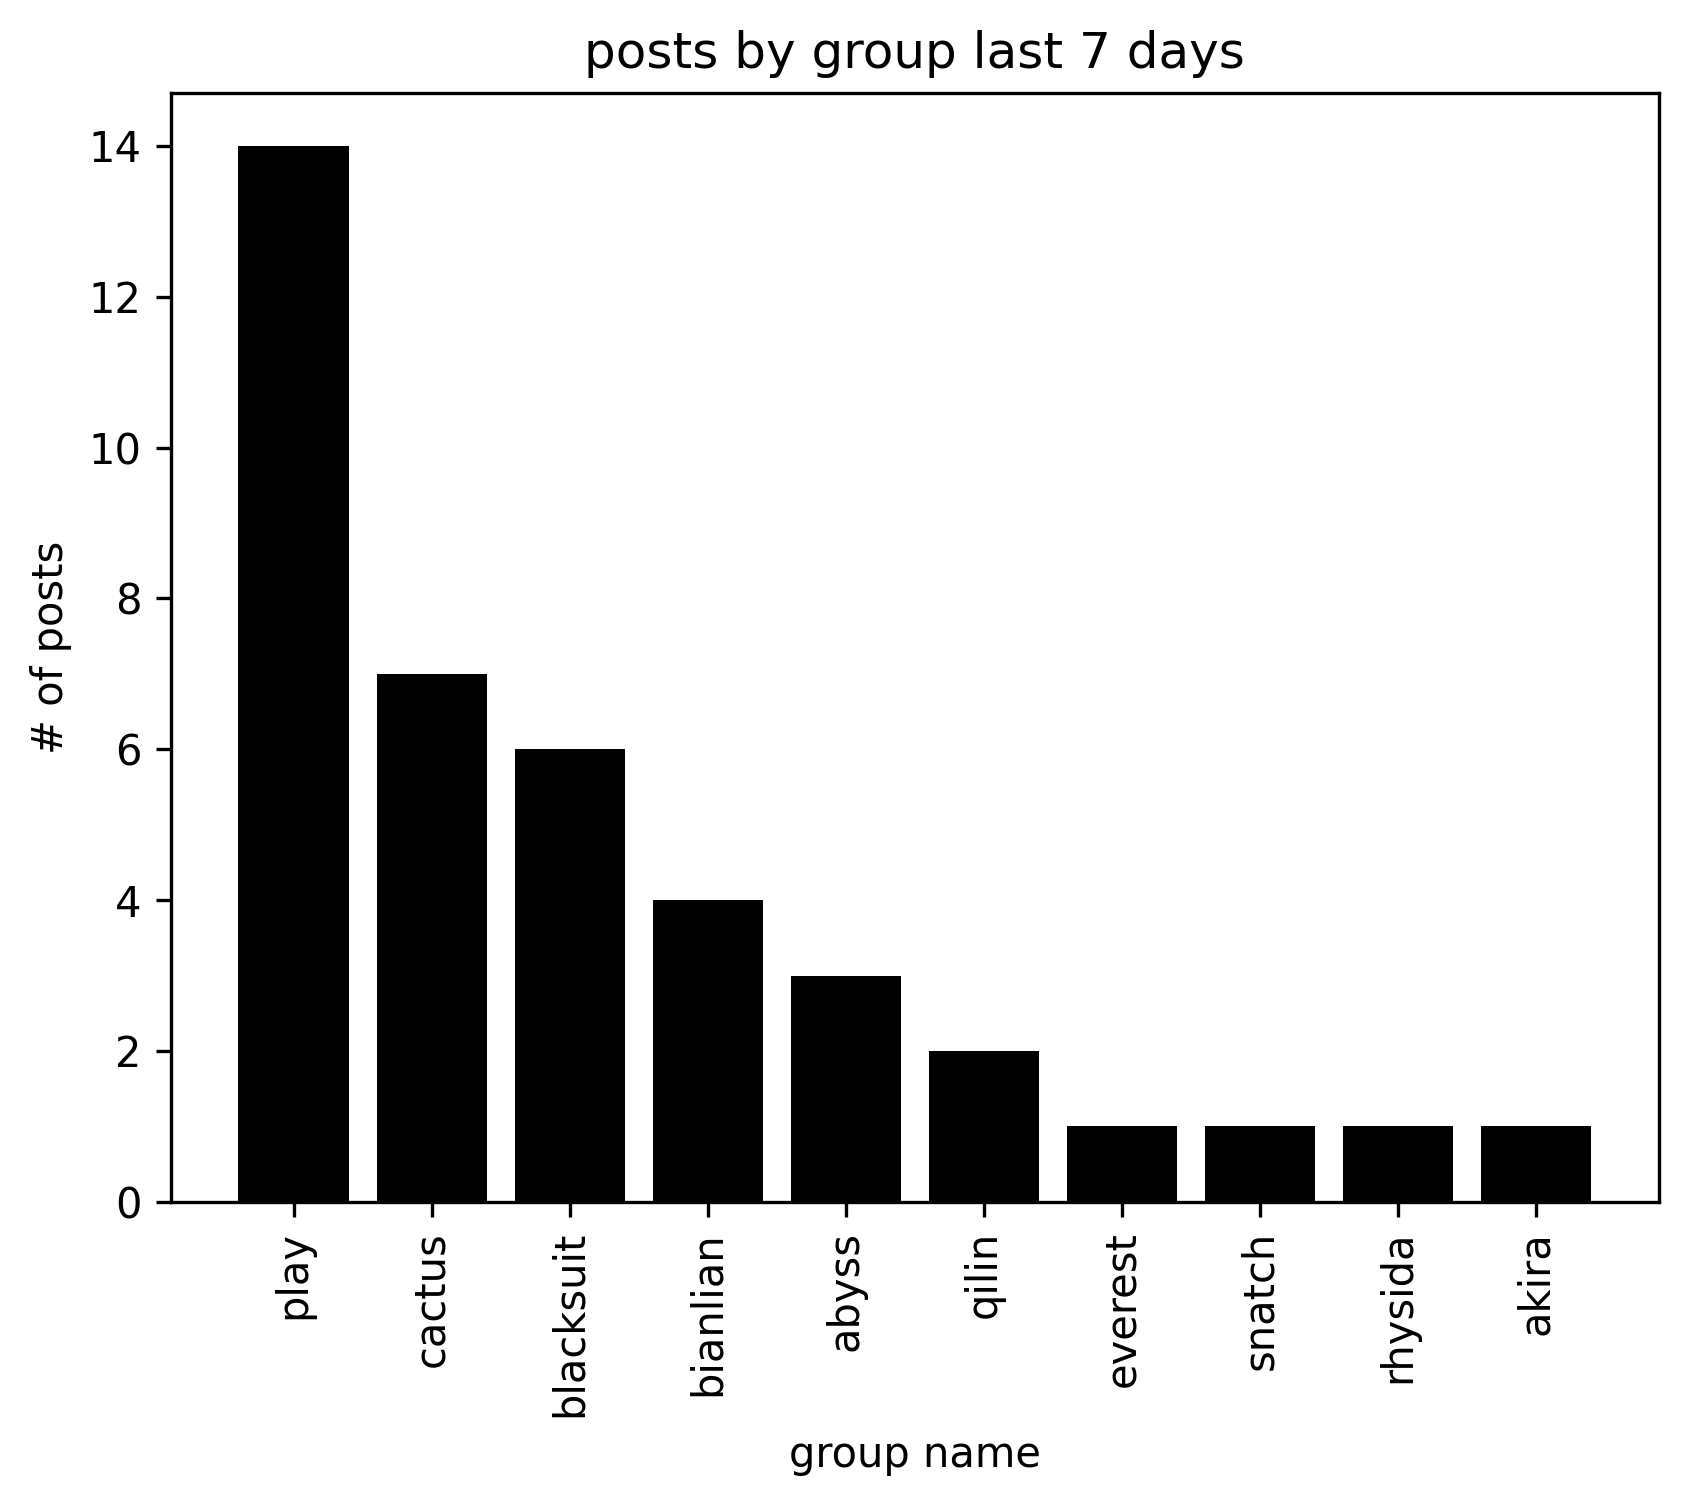 posts by group last 7 days
14
12
10
8
6
4
2
0
# of posts
play
cactus
blacksuit
bianlian
abyss
qilin
everest
snatch
rhysida
akira
group name